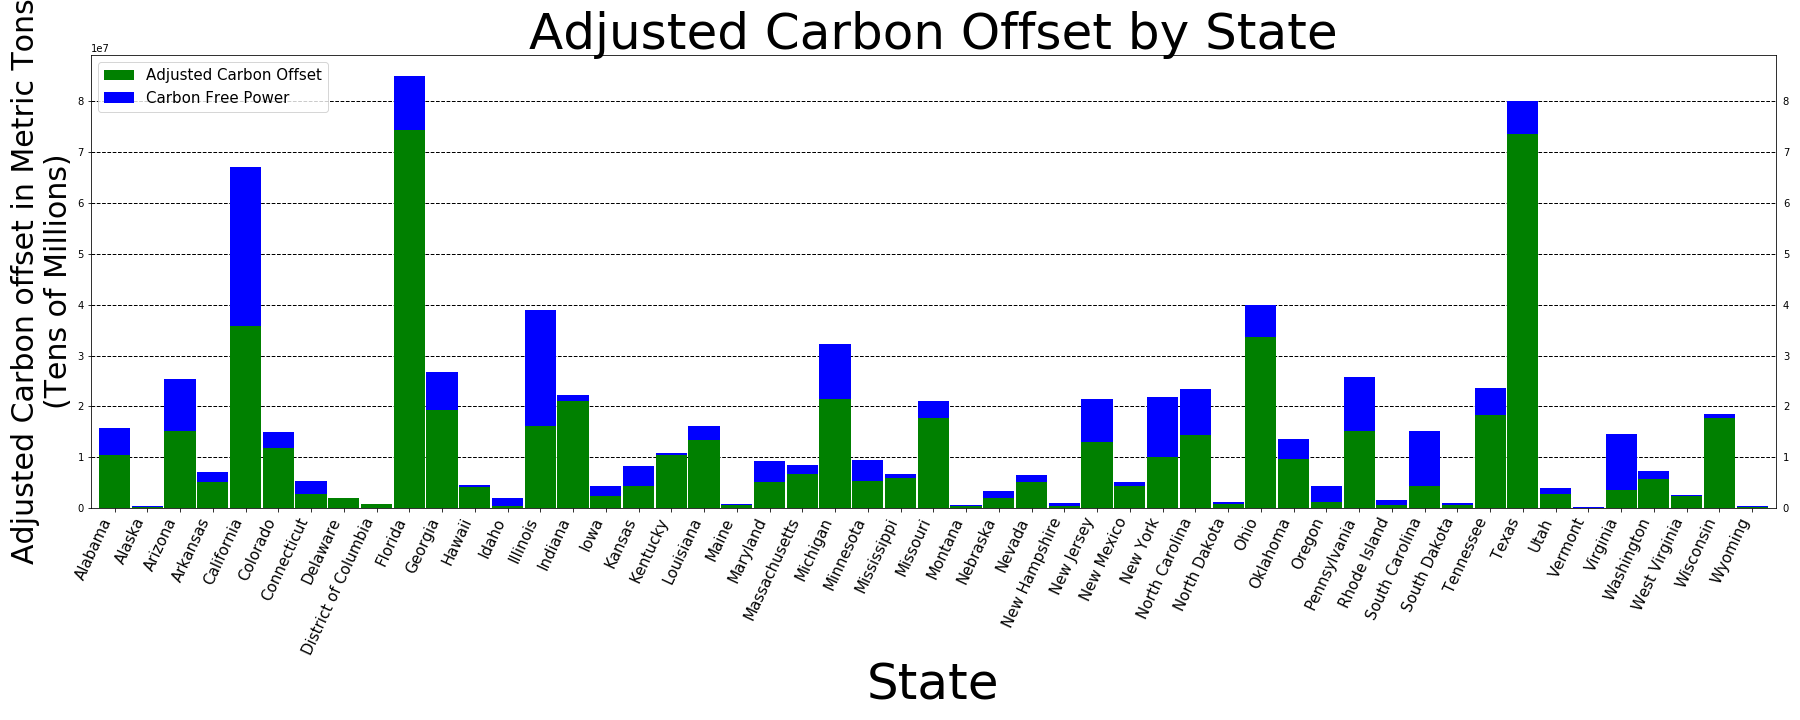 Adjusted Carbon Offset by State
Adjusted Carbon offset in Metric Tons
(Tens of Millions)
1e7
Adjusted Carbon Offset
Carbon Free Power
8
7
6
5
4
3
2
1
0
8
7
6
5
4
3
2
1
0
Alabama
Alaska
Arizona
Arkansas
California
Colorado
Connecticut
Delaware
District of Columbia
Florida
Georgia
Hawaii
Idaho
Illinois
Indiana
Iowa
Kansas
Kentucky
Louisiana
Maine
Maryland
Massachusetts
Michigan
Minnesota
Mississippi
Missouri
Montana
Nebraska
Nevada
New Hampshire
New Jersey
New Mexico
New York
North Carolina
North Dakota
Ohio
Oklahoma
Oregon
Pennsylvania
Rhode Island
South Carolina
South Dakota
Tennessee
Texas
Utah
Vermont
Virginia
Washington
West Virginia
Wisconsin
Wyoming
State